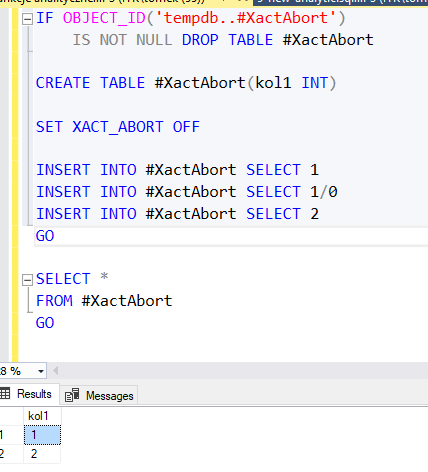 IF OBJECT_ID('tempdb..#XactAbort')
IS NOT NULL DROP TABLE #XactAbort
CREATE TABLE #XactAbort(kol1 INT)
SET XACT_ABORT OFF
INSERT INTO #XactAbort SELECT 1
INSERT INTO #XactAbort SELECT 1/0
INSERT INTO #XactAbort SELECT 2
GO
SELECT *
FROM #XactAbort
GO
8 %
Results Messages
kol1
1 1
2 2